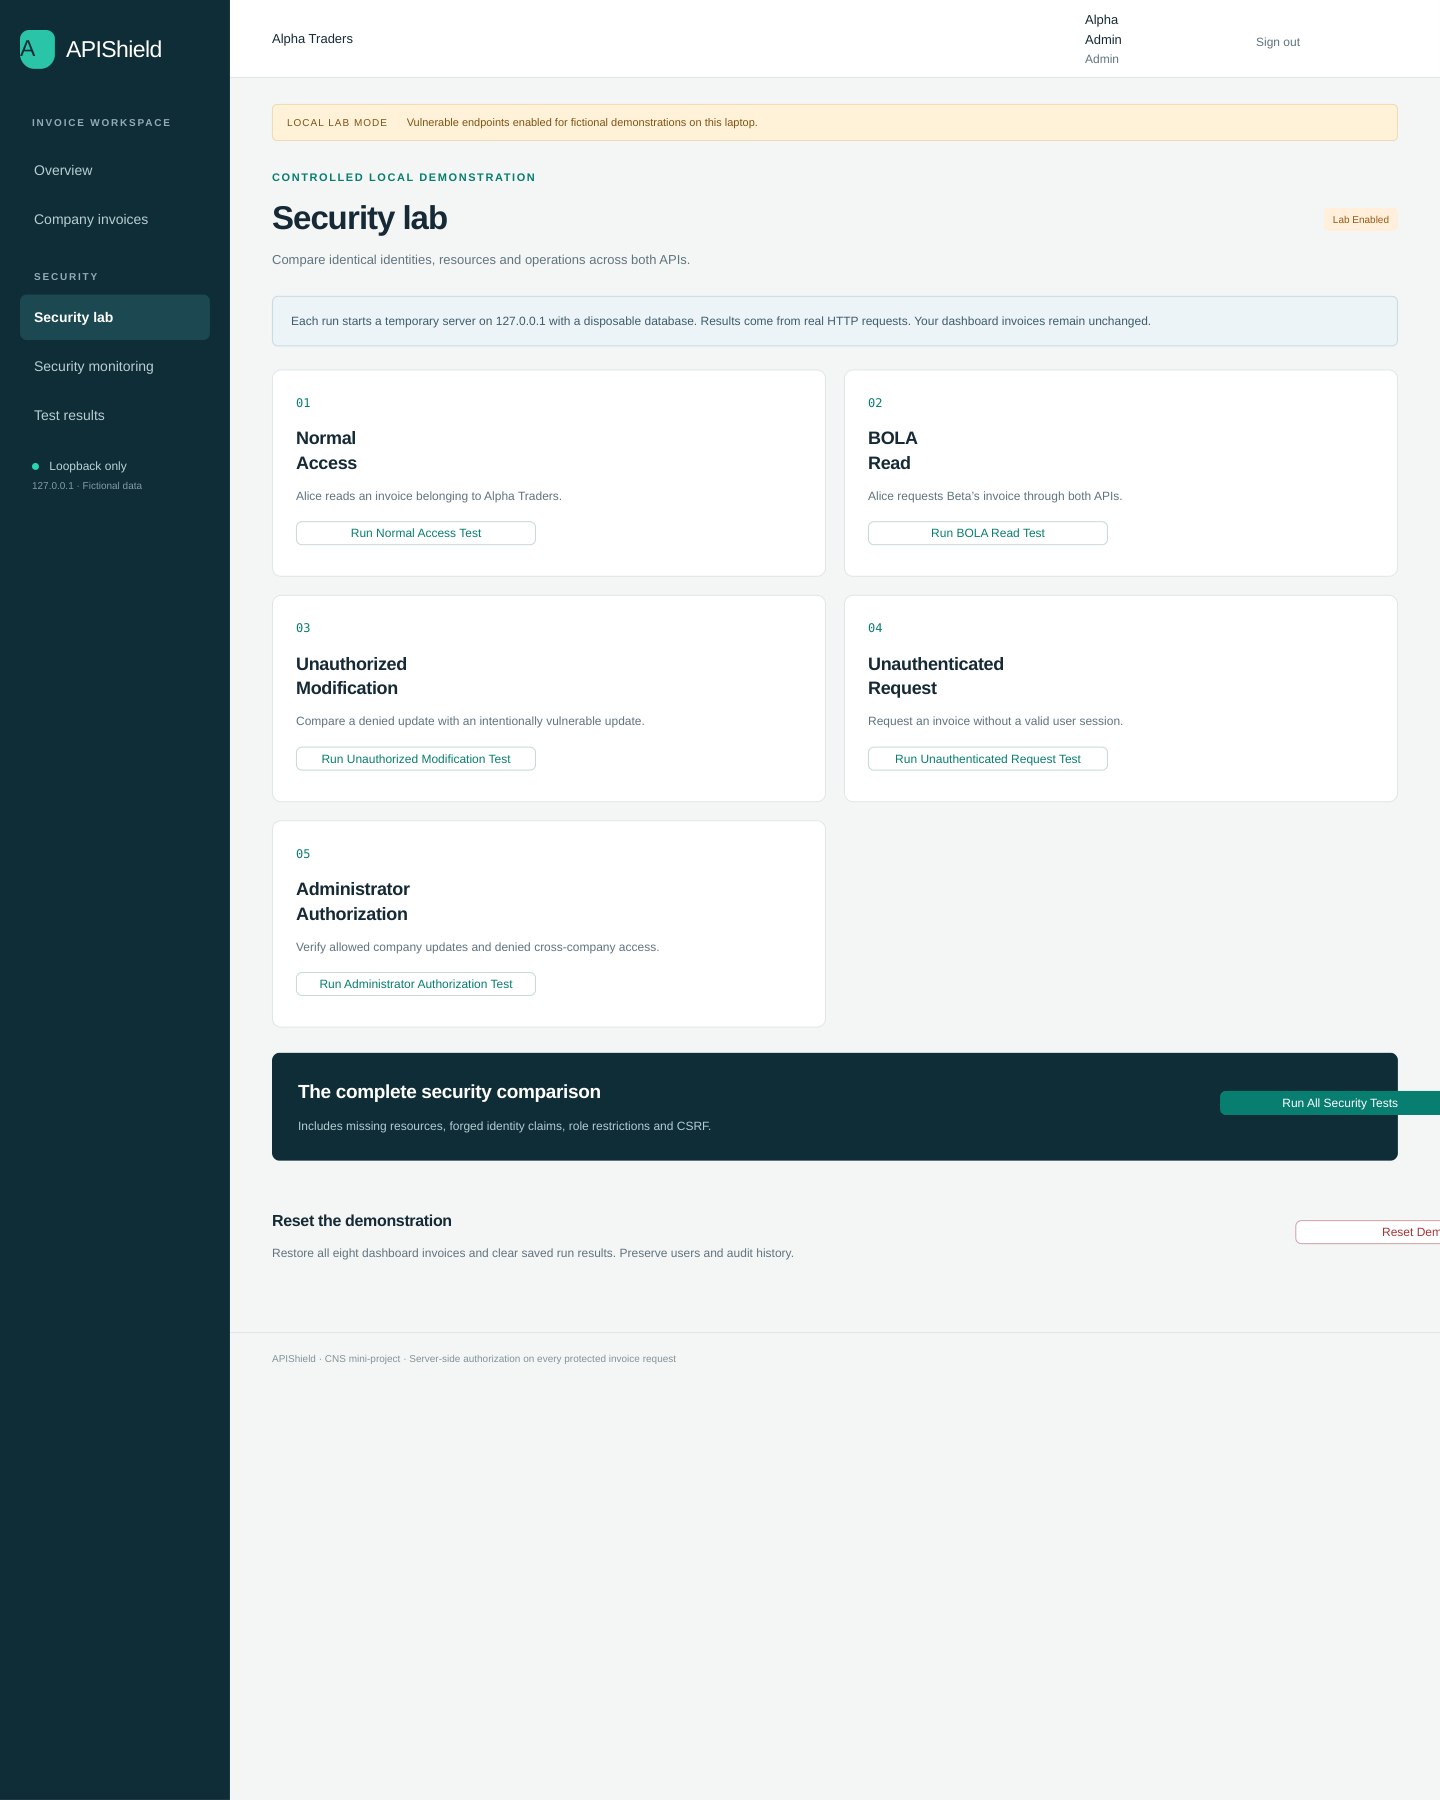 A APIShield
INVOICE WORKSPACE
Overview
Company invoices
SECURITY
Security lab
Security monitoring
Test results
Loopback only
127.0.0.1 · Fictional data
Alpha Traders
Alpha
Admin
Admin
Sign out
LOCAL LAB MODE Vulnerable endpoints enabled for fictional demonstrations on this laptop.
CONTROLLED LOCAL DEMONSTRATION
Security lab
Lab Enabled
Compare identical identities, resources and operations across both APIs.
Each run starts a temporary server on 127.0.0.1 with a disposable database. Results come from real HTTP requests. Your dashboard invoices remain unchanged.
01
Normal
Access
Alice reads an invoice belonging to Alpha Traders.
Run Normal Access Test
02
BOLA
Read
Alice requests Beta’s invoice through both APIs.
Run BOLA Read Test
03
Unauthorized
Modification
Compare a denied update with an intentionally vulnerable update.
Run Unauthorized Modification Test
04
Unauthenticated
Request
Request an invoice without a valid user session.
Run Unauthenticated Request Test
05
Administrator
Authorization
Verify allowed company updates and denied cross-company access.
Run Administrator Authorization Test
The complete security comparison
Includes missing resources, forged identity claims, role restrictions and CSRF.
Run All Security Tests
Reset the demonstration
Restore all eight dashboard invoices and clear saved run results. Preserve users and audit history.
Reset Dem
APIShield · CNS mini-project · Server-side authorization on every protected invoice request